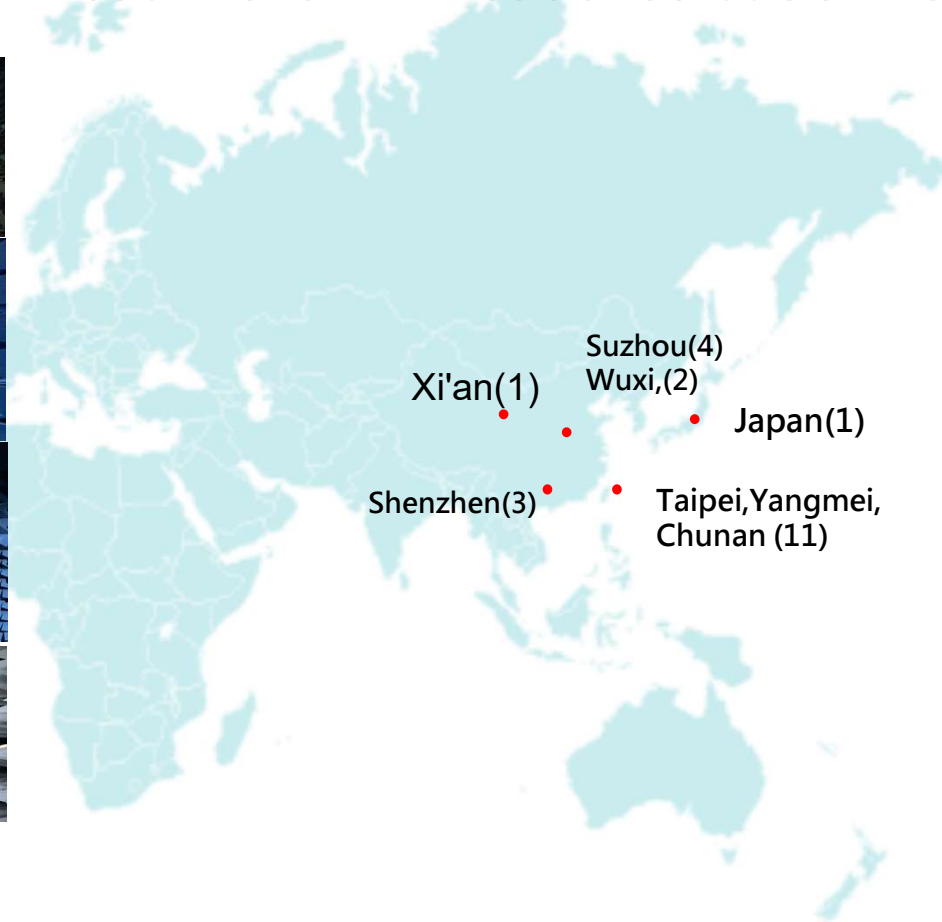 Suzhou(4)
Wuxi,(2)
Xi'an(1)
Japan(1)
Shenzhen(3)
Taipei,Yangmei,
Chunan (11)